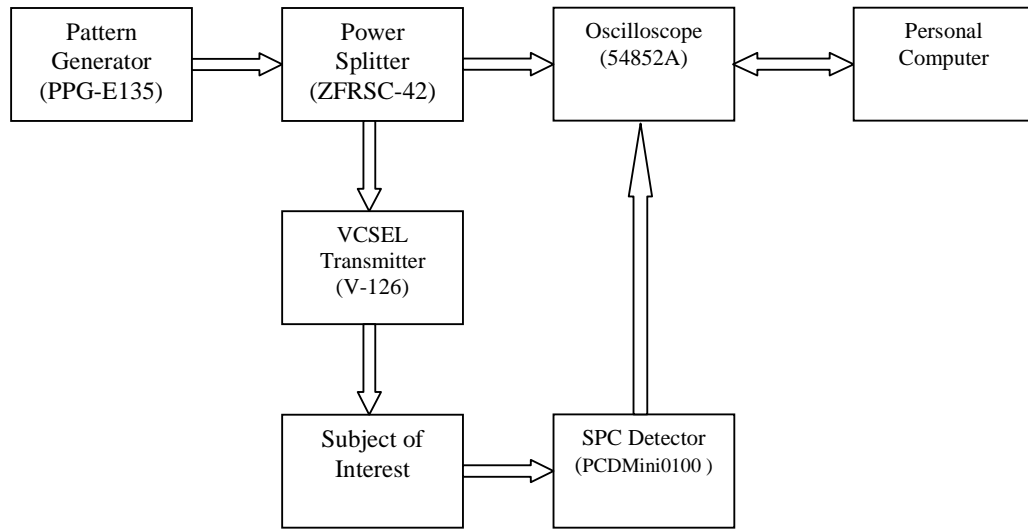 Pattern
Generator
(PPG-E135)
Power
Splitter
(ZFRSC-42)
Oscilloscope
(54852A)
Personal
Computer
VCSEL
Transmitter
(V-126)
Subject of
Interest
SPC Detector
(PCDMini0100 )